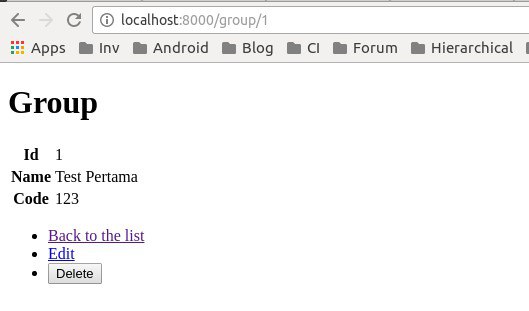 localhost:8000/group/1
Apps Inv Android Blog CI Forum Hierarchical
Group
Id 1
Name Test Pertama
Code 123
Back to the list
Edit
Delete